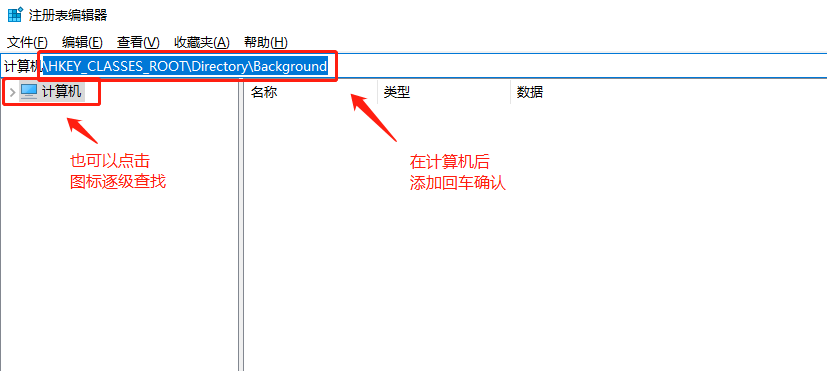 注册表编辑器
文件(F) 编辑(E) 查看(V) 收藏夹(A) 帮助(H)
计算机\HKEY_CLASSES_ROOT\Directory\Background
计算机
名称 类型 数据
也可以点击
图标逐级查找
在计算机后
添加回车确认